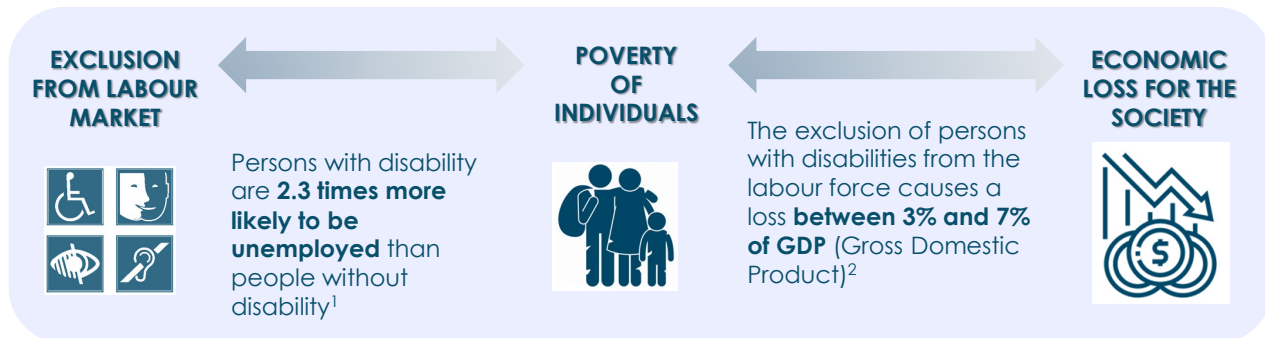 EXCLUSION
FROM LABOUR
MARKET
Persons with disability
are 2.3 times more
likely to be
unemployed than
people without
disability1
POVERTY
OF
INDIVIDUALS
The exclusion of persons
with disabilities from the
labour force causes a
loss between 3% and 7%
of GDP (Gross Domestic
Product)2
ECONOMIC
LOSS FOR THE
SOCIETY
$